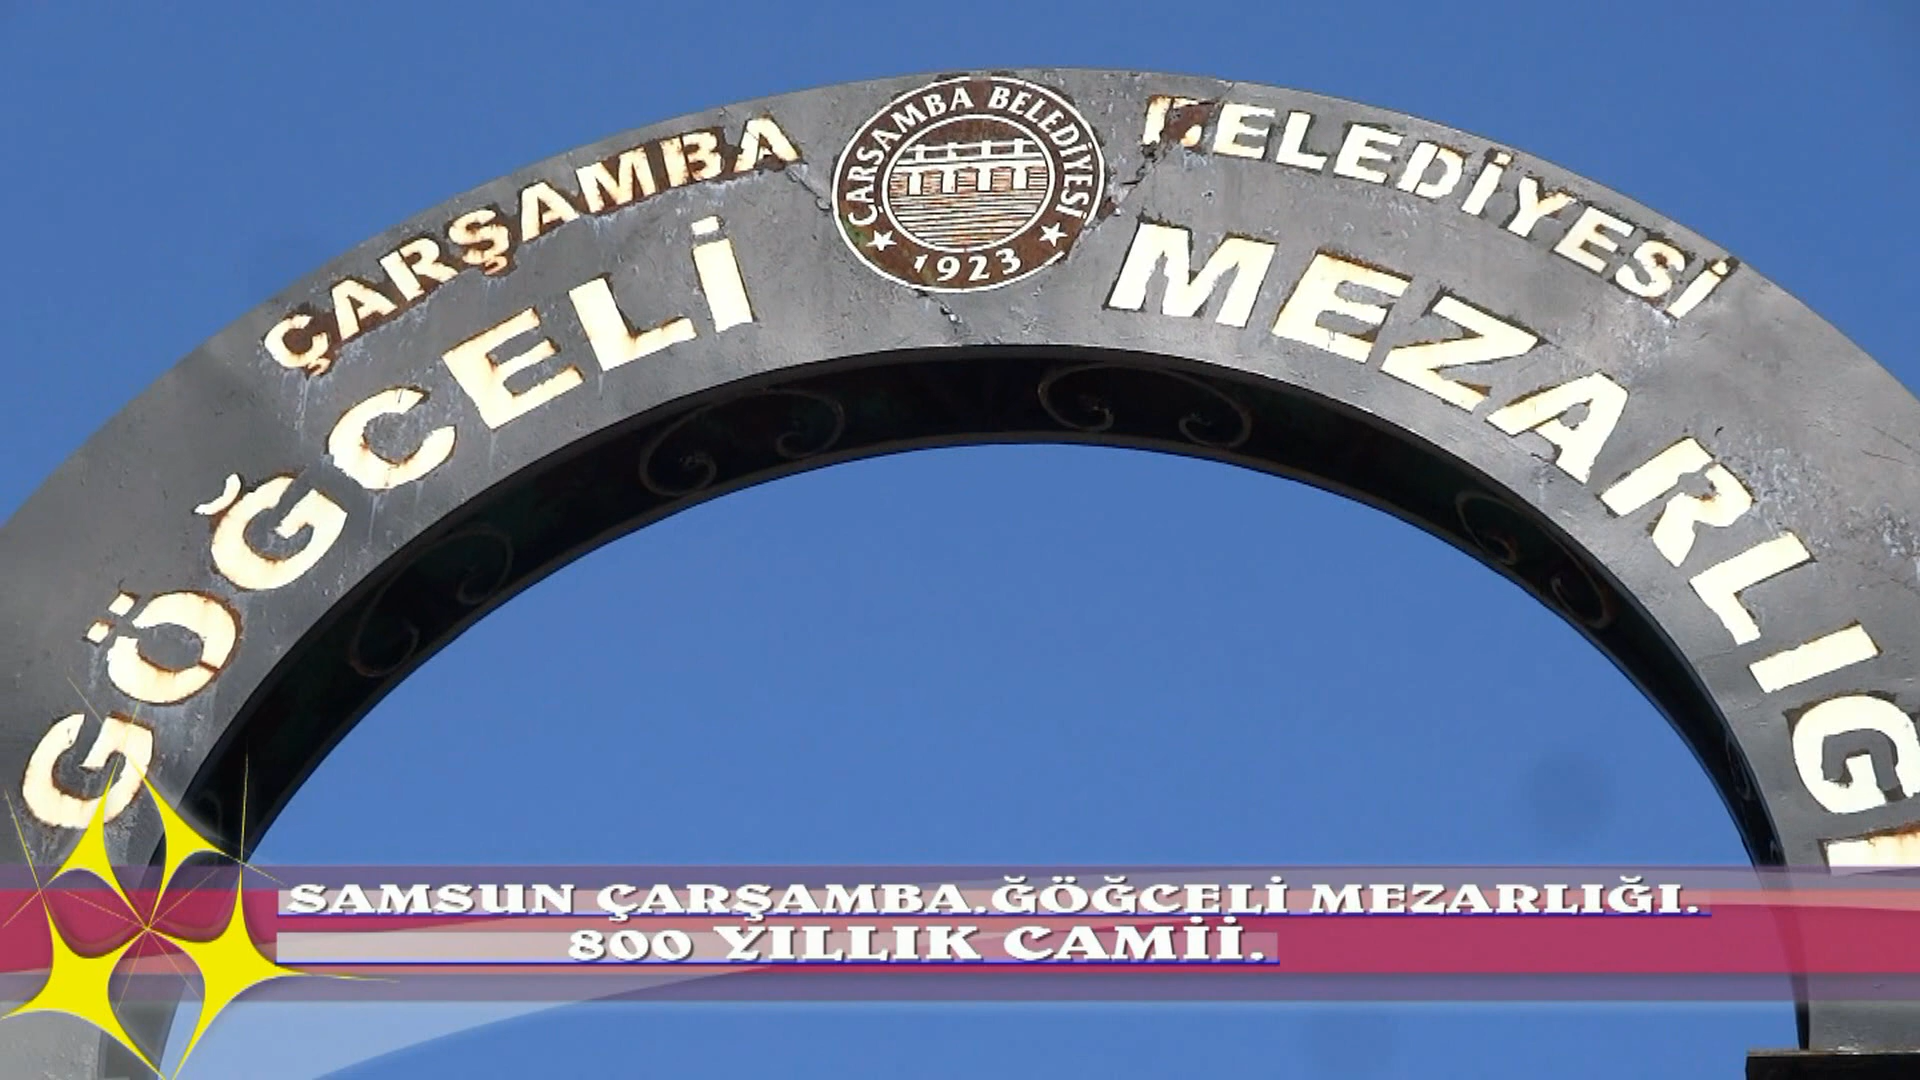 ÇARŞAMBA BELEDİYESİ
ÇARŞAMBA BELEDİYESİ
1923
GÖĞCELİ MEZARLIĞI
SAMSUN ÇARŞAMBA.ĞÖĞCELİ MEZARLIĞI.
800 YILLIK CAMİİ.